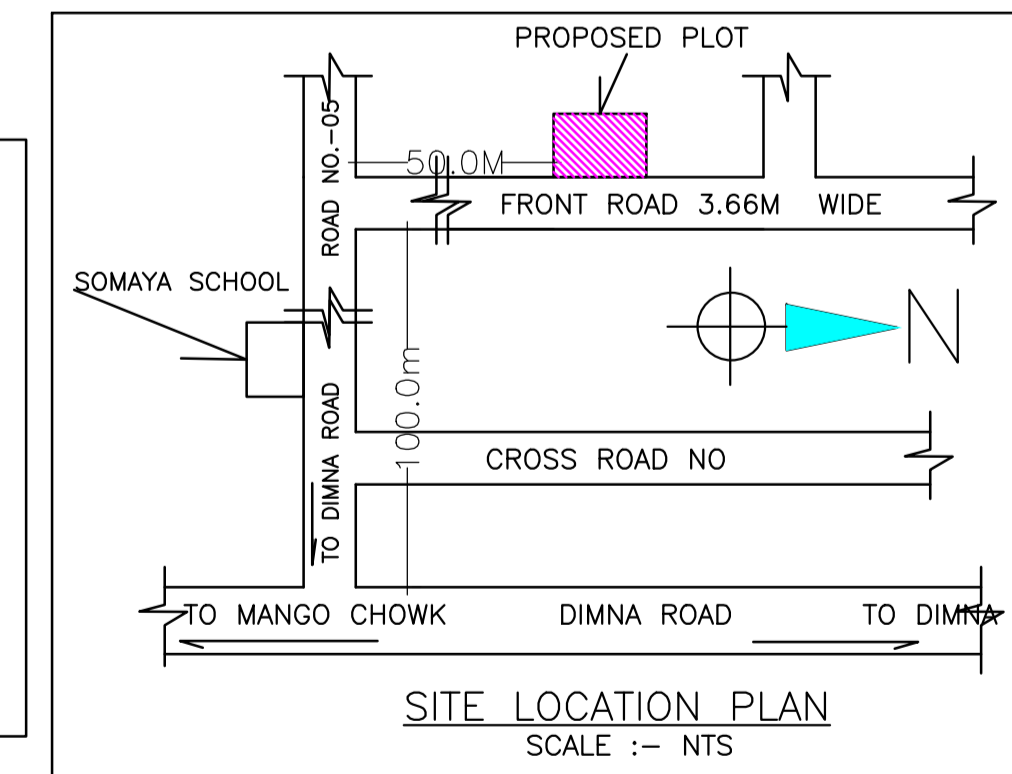 PROPOSED PLOT
ROAD NO.-05
50.0M
FRONT ROAD 3.66M WIDE
SOMAYA SCHOOL
N
100.0m
TO DIMNA ROAD
CROSS ROAD NO
TO MANGO CHOWK
DIMNA ROAD
TO DIMNA
SITE LOCATION PLAN
SCALE :- NTS